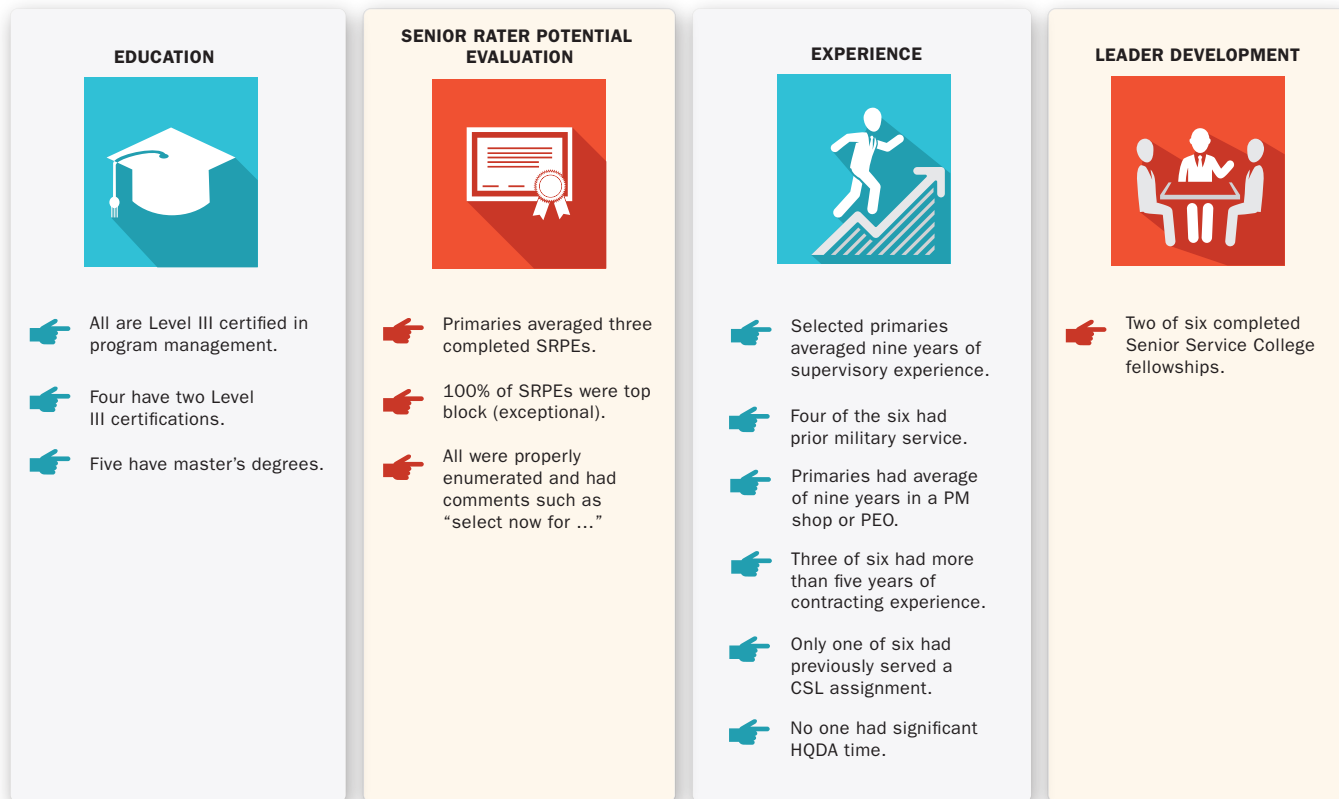 EDUCATION
All are Level III certified in
program management.
Four have two Level
III certifications.
Five have master’s degrees.
SENIOR RATER POTENTIAL
EVALUATION
Primaries averaged three
completed SRPEs.
100% of SRPEs were top
block (exceptional).
All were properly
enumerated and had
comments such as
“select now for ...”
EXPERIENCE
Selected primaries
averaged nine years of
supervisory experience.
Four of the six had
prior military service.
Primaries had average
of nine years in a PM
shop or PEO.
Three of six had more
than five years of
contracting experience.
Only one of six had
previously served a
CSL assignment.
No one had significant
HQDA time.
LEADER DEVELOPMENT
Two of six completed
Senior Service College
fellowships.